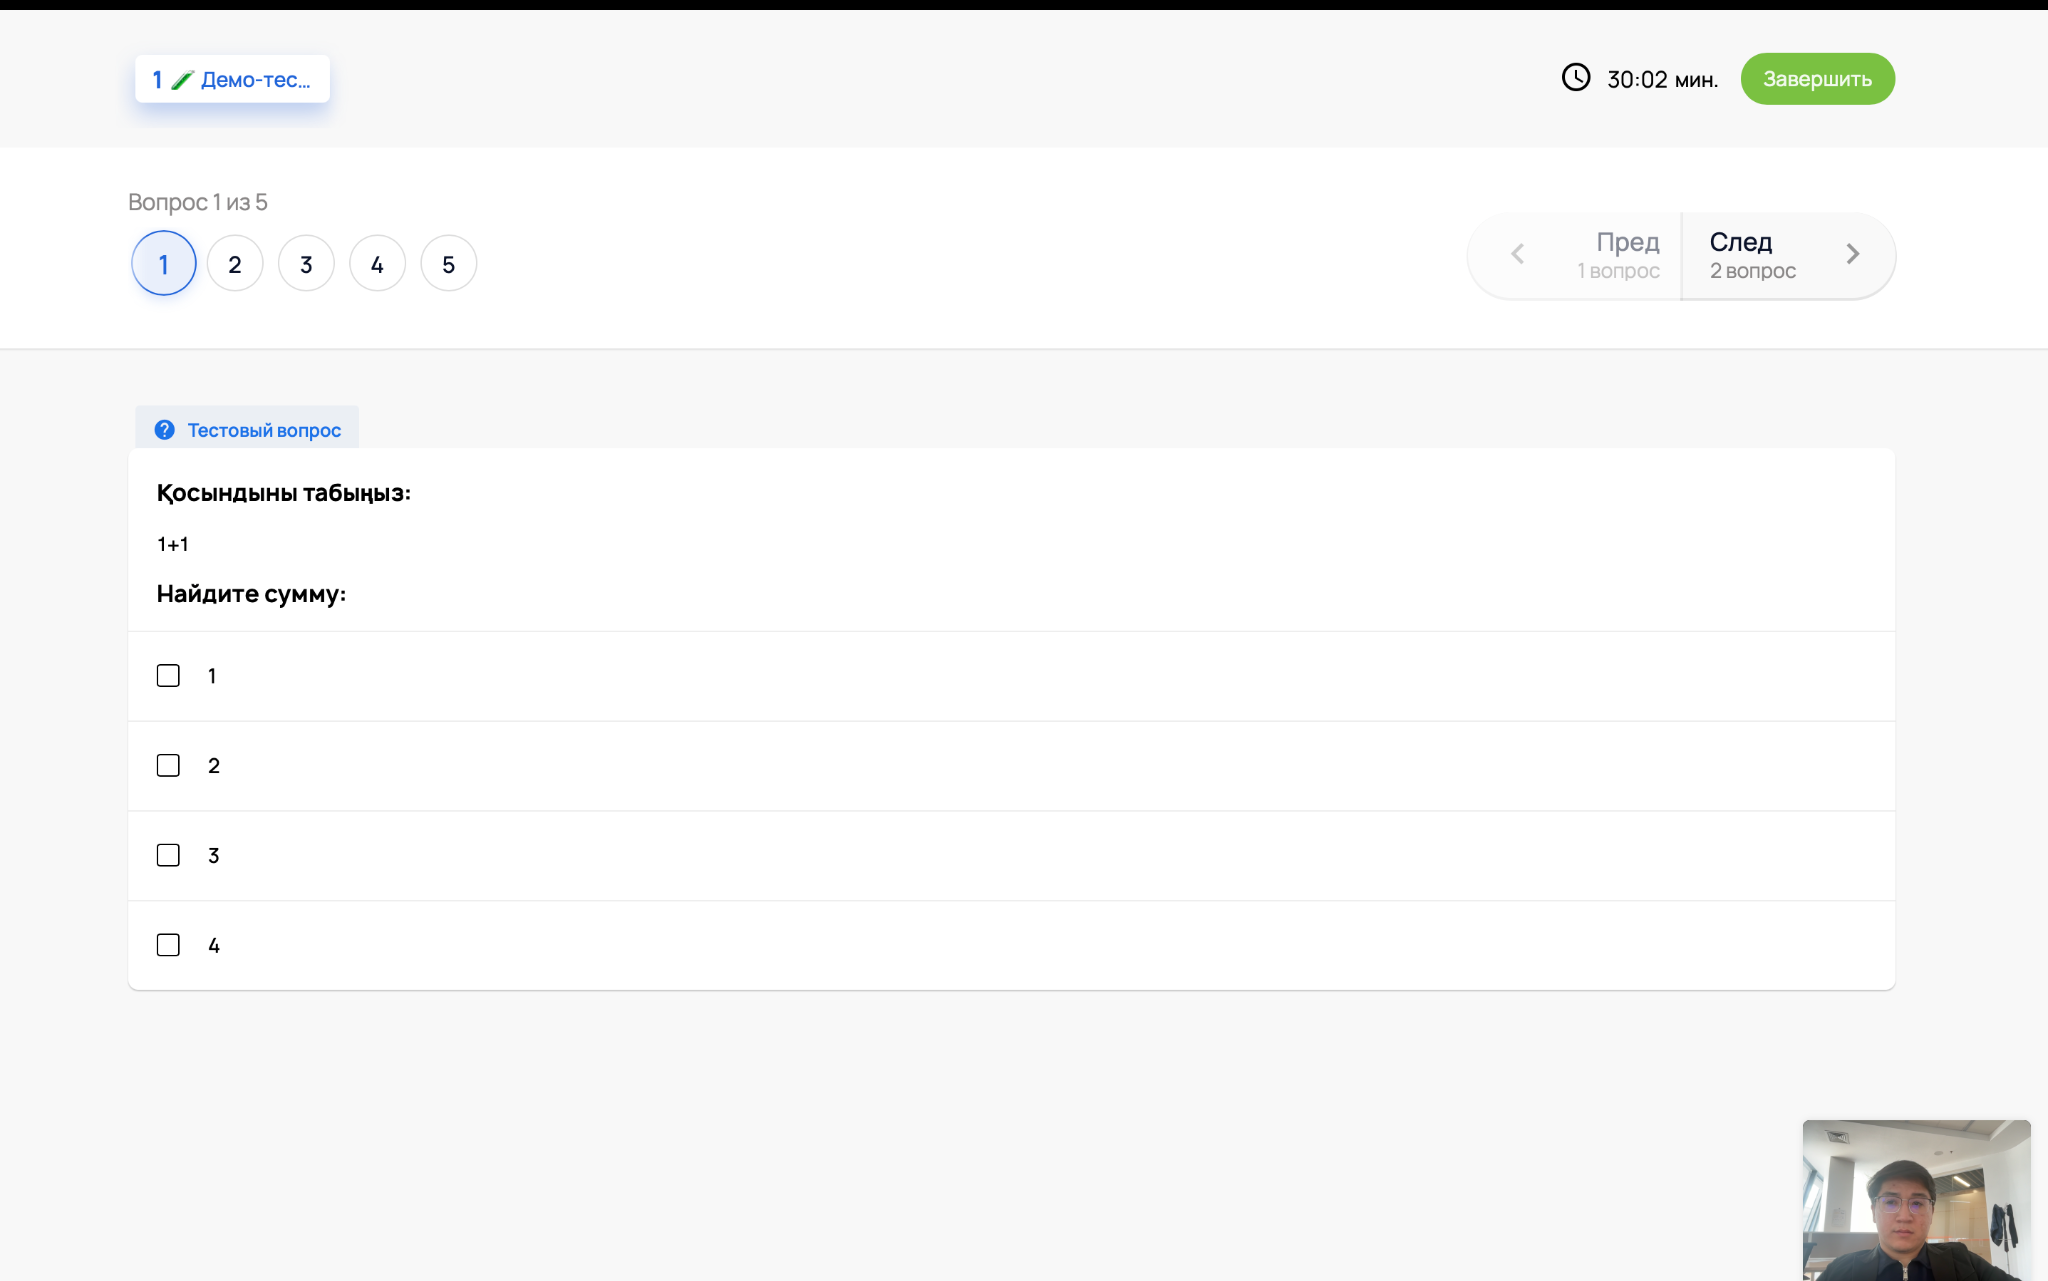 1 Демо-тес...
30:02 мин.
Завершить
Вопрос 1 из 5
1 2 3 4 5
Пред
1 вопрос
След
2 вопрос
Тестовый вопрос
Қосындыны табыңыз:
1+1
Найдите сумму:
1
2
3
4